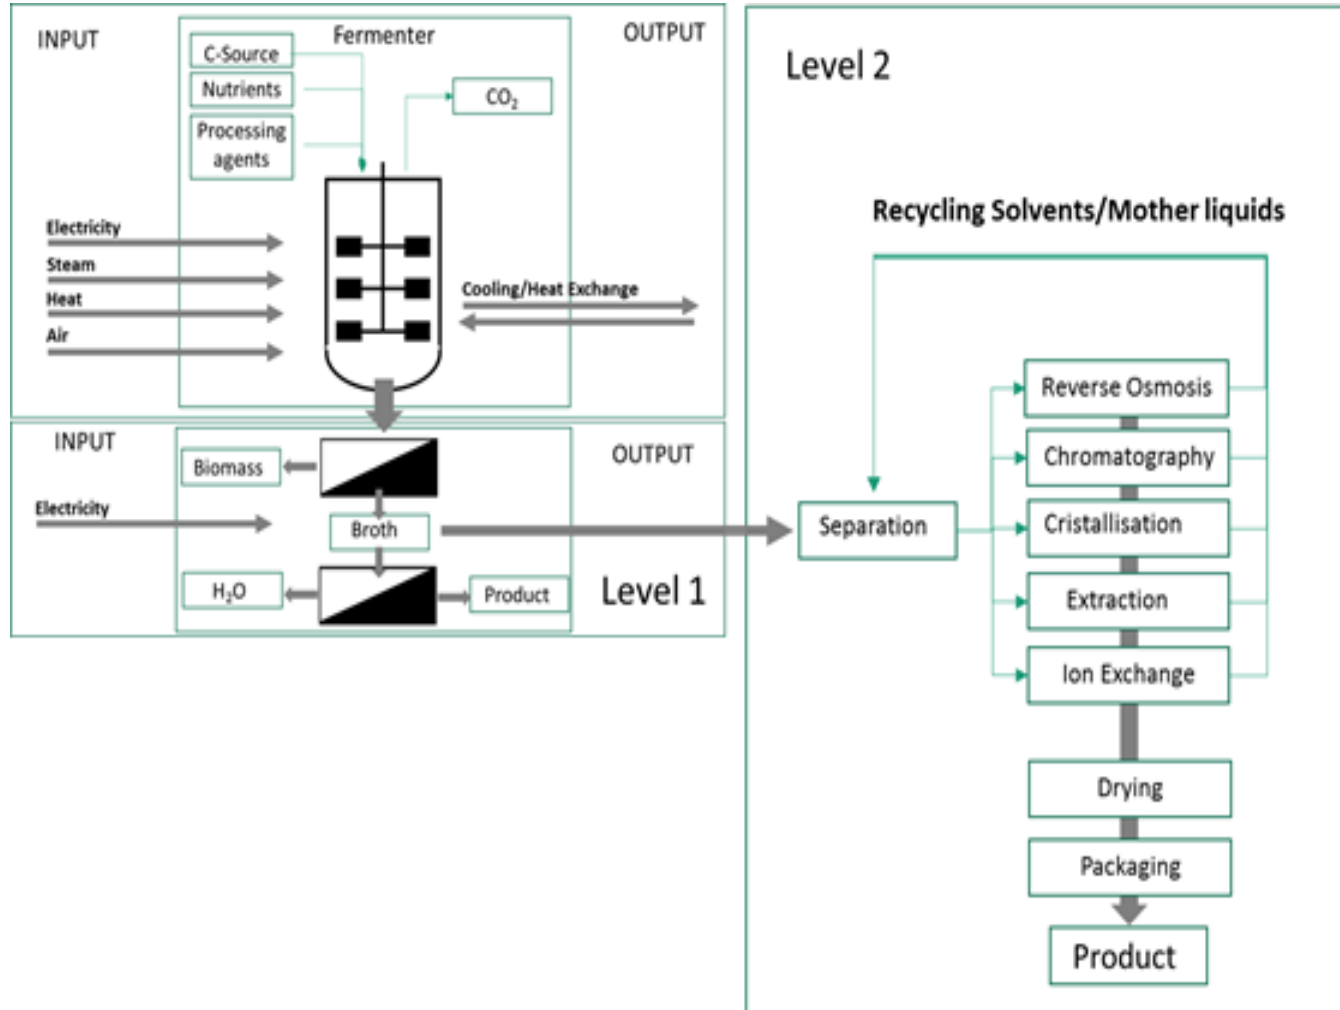 INPUT
Fermenter
OUTPUT
C-Source
Nutrients
Processing
agents
CO₂
Electricity
Steam
Heat
Air
Cooling/Heat Exchange
INPUT
OUTPUT
Biomass
Electricity
Broth
H₂O
Product
Level 1
Level 2
Recycling Solvents/Mother liquids
Separation
Reverse Osmosis
Chromatography
Cristallisation
Extraction
Ion Exchange
Drying
Packaging
Product